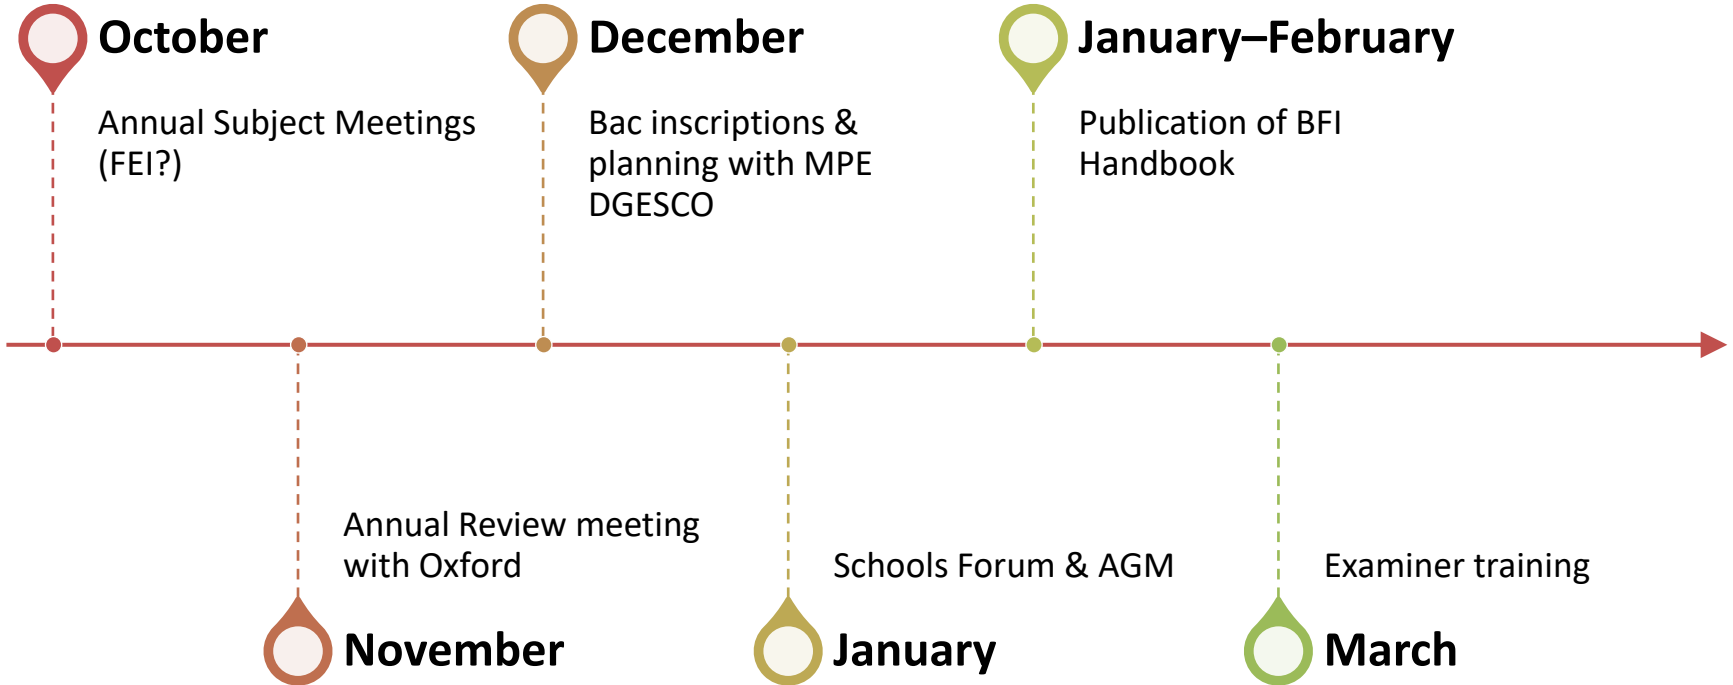 October
Annual Subject Meetings
(FEI?)
December
Bac inscriptions &
planning with MPE
DGESCO
January–February
Publication of BFI
Handbook
Annual Review meeting
with Oxford
November
Schools Forum & AGM
January
Examiner training
March